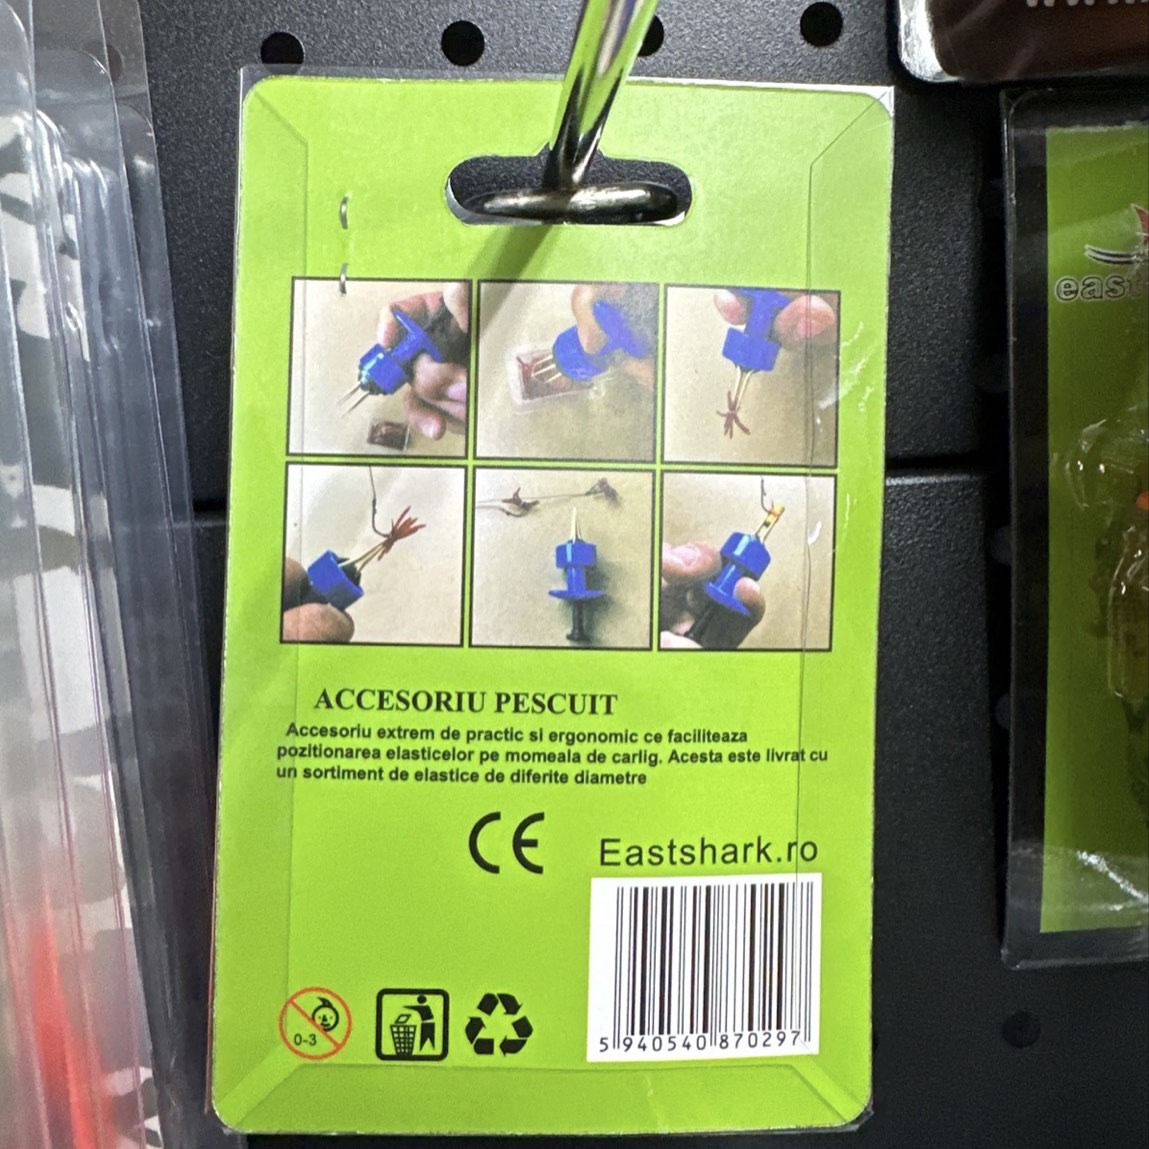 ACCESORIU PESCUIT
Accesoriu extrem de practic si ergonomic ce faciliteaza
pozitionarea elasticelor pe momeala de carlig. Acesta este livrat cu
un sortiment de elastice de diferite diametre
CE
Eastshark.ro
0-3
5 940540 870297
eas